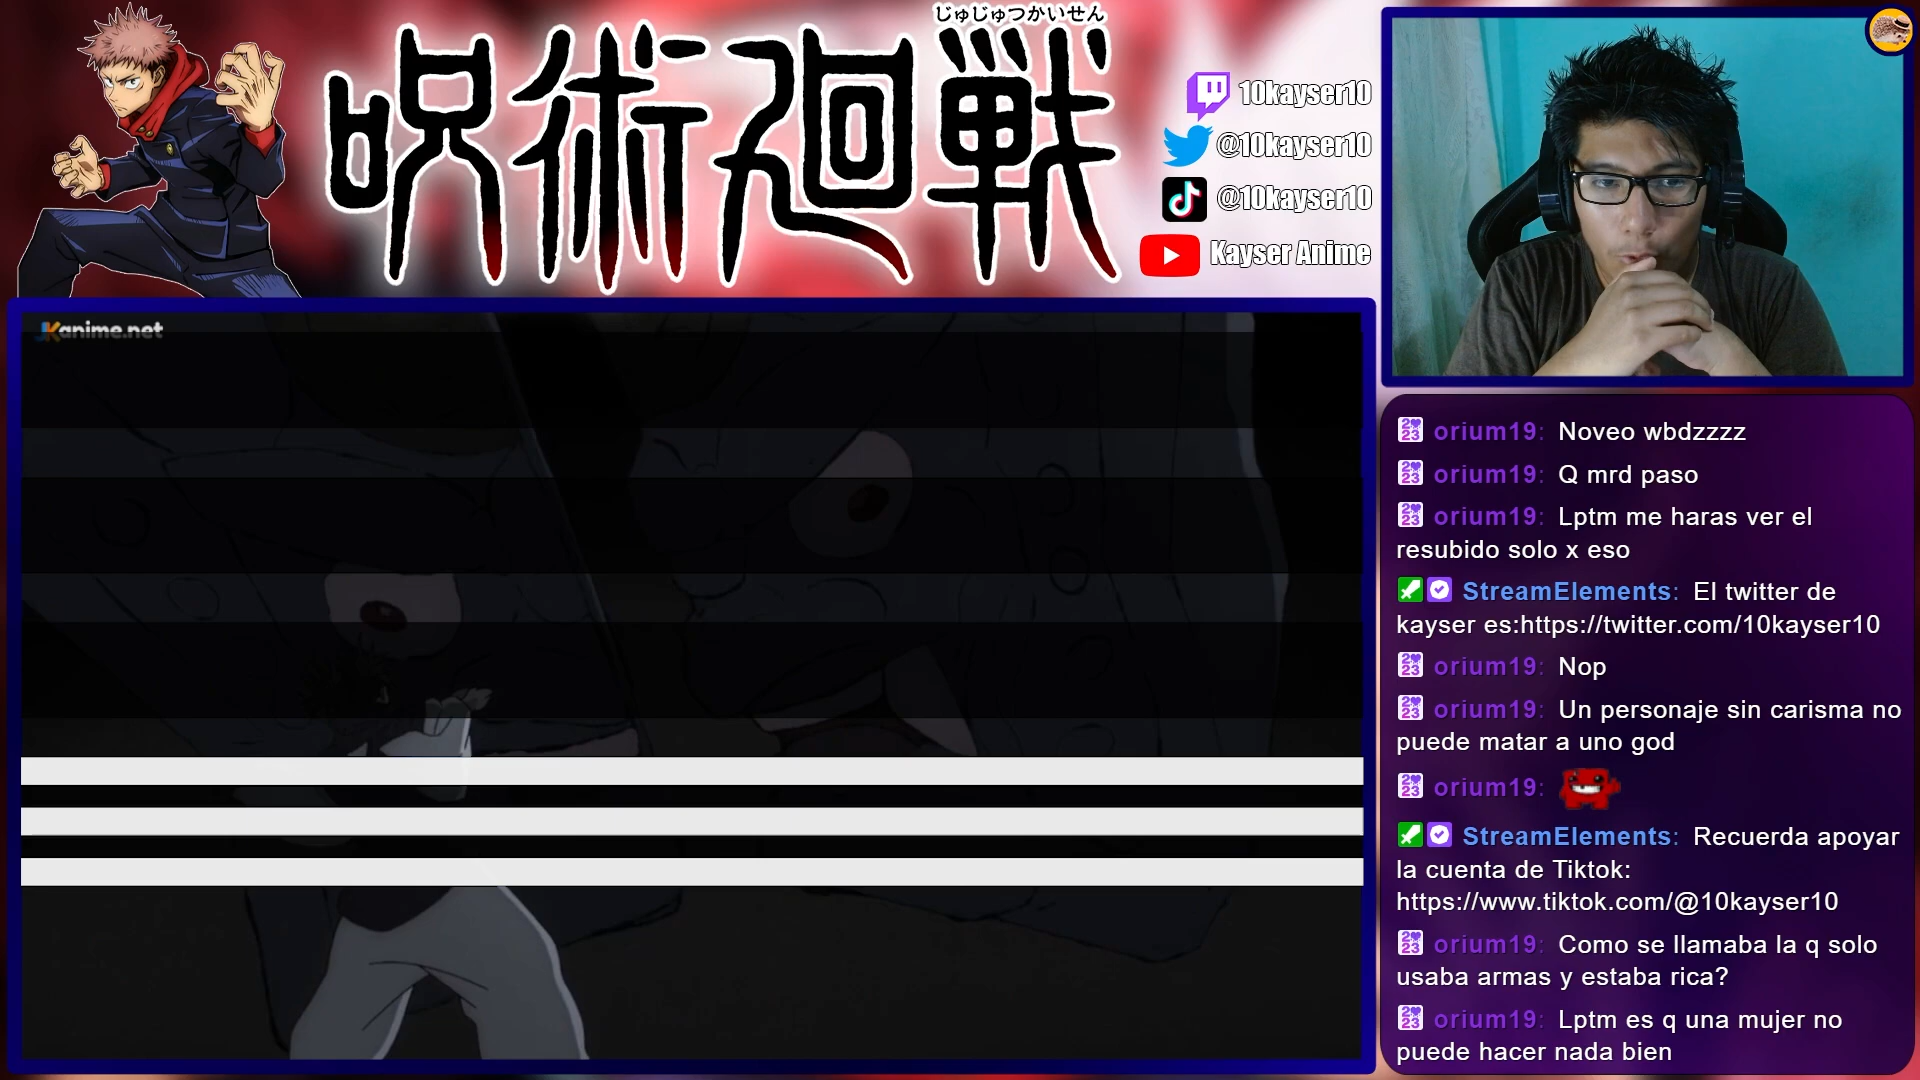 じゅじゅつかいせん
呪術廻戦
10kayser10
@10kayser10
@10kayser10
Kayser Anime
JKanime.net
orium19: Noveo wbdzzzz
orium19: Q mrd paso
orium19: Lptm me haras ver el
resubido solo x eso
StreamElements: El twitter de
kayser es:https://twitter.com/10kayser10
orium19: Nop
orium19: Un personaje sin carisma no
puede matar a uno god
orium19:
StreamElements: Recuerda apoyar
la cuenta de Tiktok:
https://www.tiktok.com/@10kayser10
orium19: Como se llamaba la q solo
usaba armas y estaba rica?
orium19: Lptm es q una mujer no
puede hacer nada bien